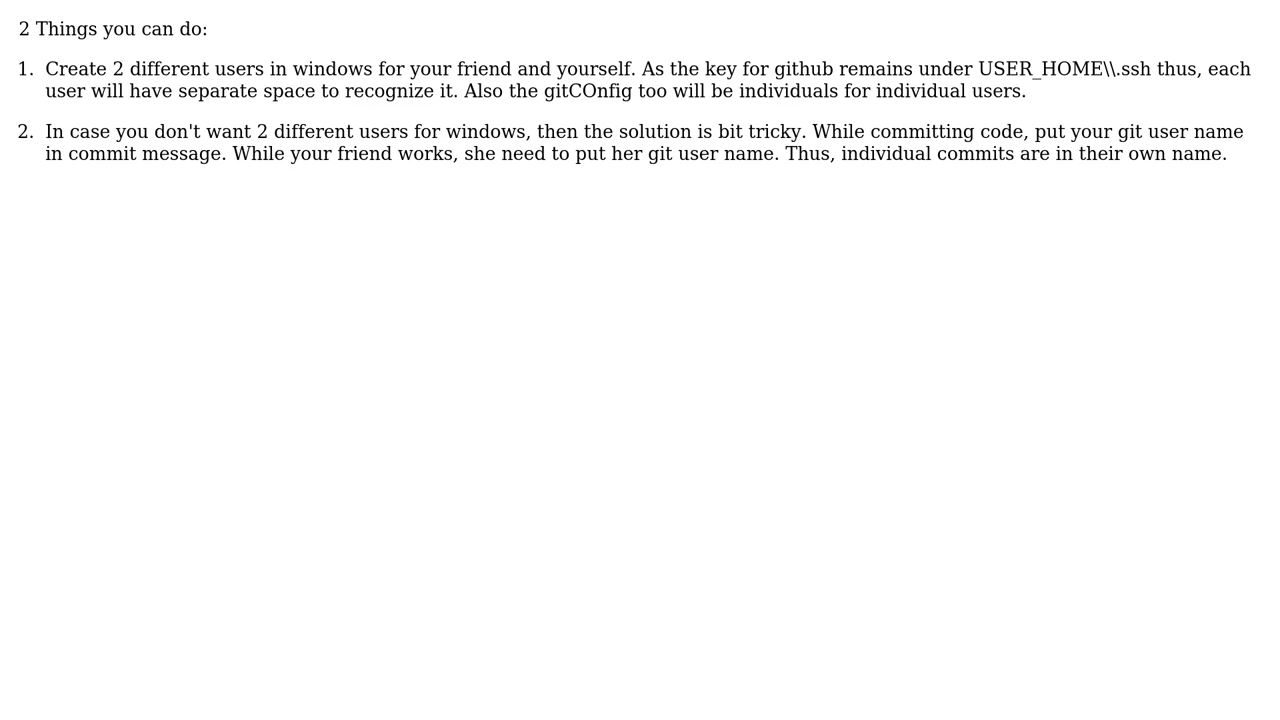 2 Things you can do:
1. Create 2 different users in windows for your friend and yourself. As the key for github remains under USER_HOME\\.ssh thus, each
user will have separate space to recognize it. Also the gitCOnfig too will be individuals for individual users.
2. In case you don't want 2 different users for windows, then the solution is bit tricky. While committing code, put your git user name
in commit message. While your friend works, she need to put her git user name. Thus, individual commits are in their own name.